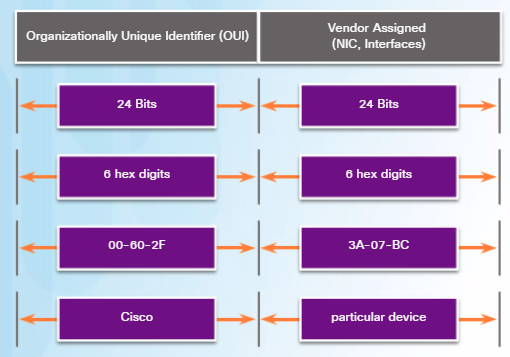 Organizationally Unique Identifier (OUI)
Vendor Assigned
(NIC, Interfaces)
24 Bits
24 Bits
6 hex digits
6 hex digits
00-60-2F
3A-07-BC
Cisco
particular device